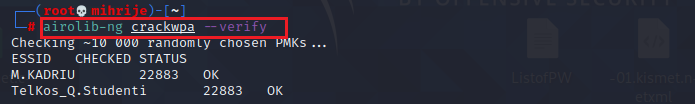 BY OFFENSIVE SECURITY
(root💀mihrije)-[~]
# airolib-ng crackwpa --verify
Checking ~10 000 randomly chosen PMKs...
ESSID CHECKED STATUS
M.KADRIU 22883 OK
TelKos_Q.Studenti 22883 OK
ListofPW
-01.kismet.n
etxml